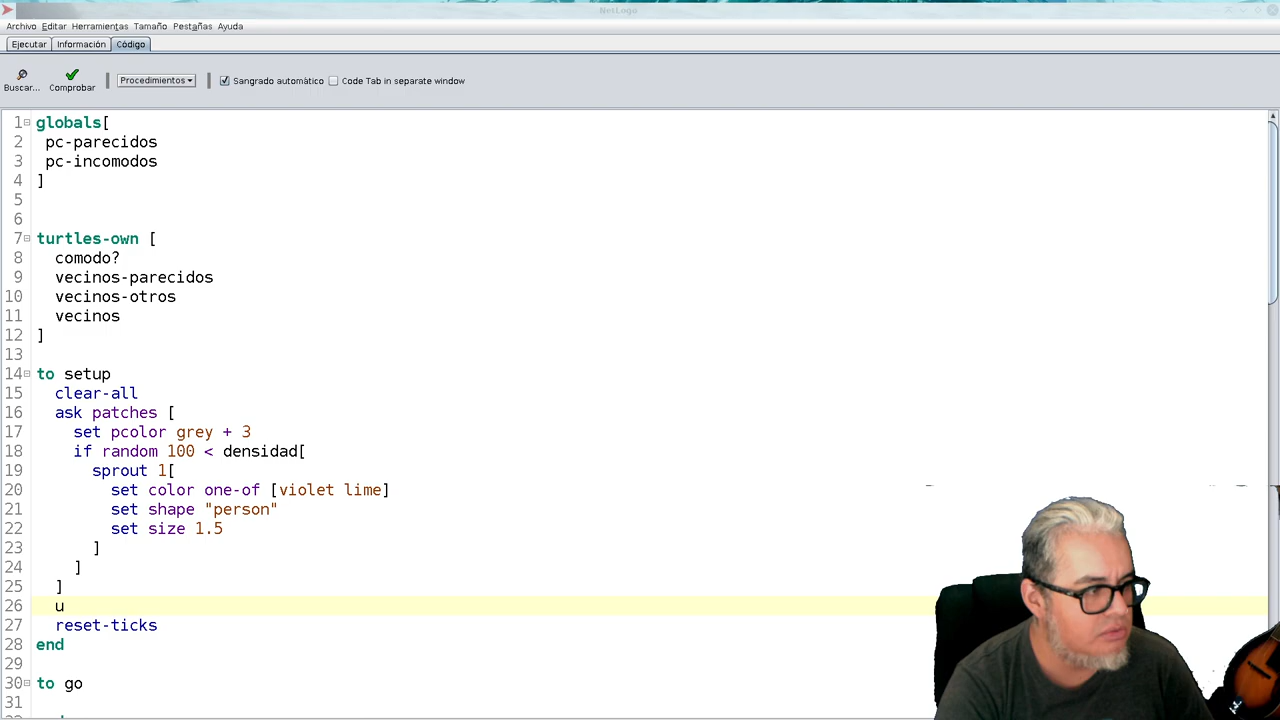 NetLogo
Archivo Editar Herramientas Tamaño Pestañas Ayuda
Ejecutar Información Código
Buscar... Comprobar Procedimientos Sangrado automático Code Tab in separate window
1 globals[
2 pc-parecidos
3 pc-incomodos
4 ]
5
6
7 turtles-own [
8 comodo?
9 vecinos-parecidos
10 vecinos-otros
11 vecinos
12 ]
13
14 to setup
15 clear-all
16 ask patches [
17 set pcolor grey + 3
18 if random 100 < densidad[
19 sprout 1[
20 set color one-of [violet lime]
21 set shape "person"
22 set size 1.5
23 ]
24 ]
25 ]
26 u
27 reset-ticks
28 end
29
30 to go
31